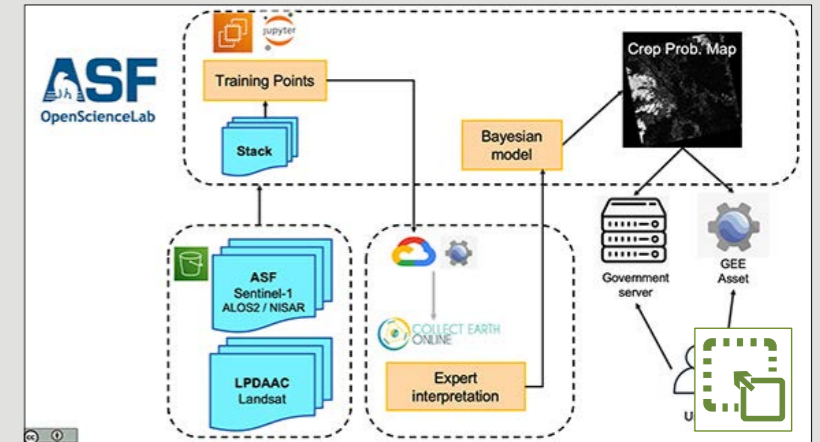 ASF
OpenScienceLab
jupyter
Training Points
Stack
Bayesian
model
Crop Prob. Map
ASF
Sentinel-1
ALOS2 / NISAR
LPDAAC
Landsat
COLLECT EARTH
ONLINE
Expert
interpretation
Government
server
GEE
Asset
cc